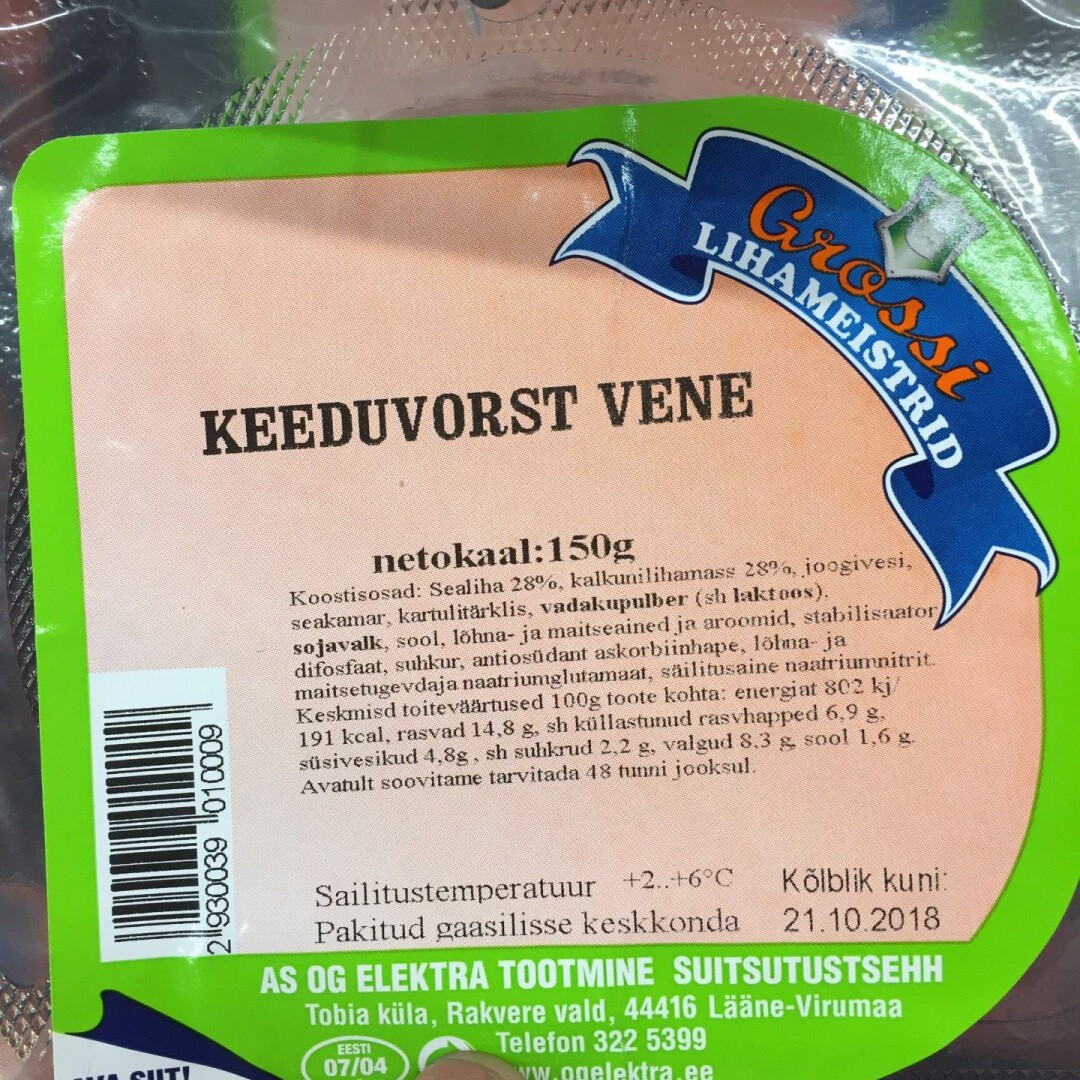 Grossi
LIHAMEISTRID
KEEDUVORST VENE
netokaal:150g
Koostisosad: Sealiha 28%, kalkunilihamass 28%, joogivesi,
seakamar, kartulitärklis, vadakupulber (sh laktoos),
sojavalk, sool, lõhna- ja maitseained ja aroomid, stabilisaator
difosfaat, suhkur, antiosüdant askorbiinhape, lõhna- ja
maitsetugevdaja naatriumglutamaat, säilitusaine naatriumnitrit.
Keskmisd toiteväärtused 100g toote kohta: energiat 802 kj/
191 kcal, rasvad 14,8 g, sh küllastunud rasvhapped 6,9 g,
süsivesikud 4,8g, sh suhkrud 2,2 g, valgud 8,3 g, sool 1,6 g.
Avatult soovitame tarvitada 48 tunni jooksul.
2 930039 010009
Sailitustemperatuur +2..+6°C
Pakitud gaasilisse keskkonda
Kõlblik kuni:
21.10.2018
AS OG ELEKTRA TOOTMINE SUITSUTUSTSEHH
Tobia küla, Rakvere vald, 44416 Lääne-Virumaa
Telefon 322 5399
www.ogelektra.ee
EESTI
07/04
SIIT!